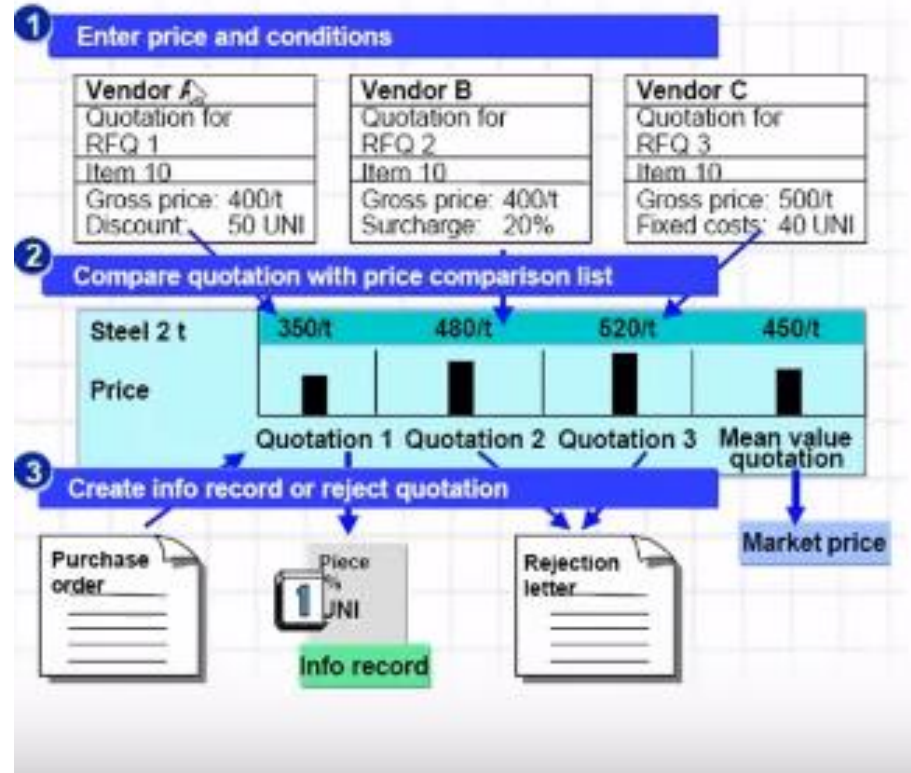 1
Enter price and conditions
Vendor A
Quotation for
RFQ 1
Item 10
Gross price: 400/t
Discount: 50 UNI
Vendor B
Quotation for
RFQ 2
Item 10
Gross price: 400/t
Surcharge: 20%
Vendor C
Quotation for
RFQ 3
Item 10
Gross price: 500/t
Fixed costs: 40 UNI
2
Compare quotation with price comparison list
Steel 2 t
350/t
480/t
520/t
450/t
Price
Quotation 1
Quotation 2
Quotation 3
Mean value
quotation
3
Create info record or reject quotation
Purchase
order
Piece
%
UNI
1
Info record
Rejection
letter
Market price